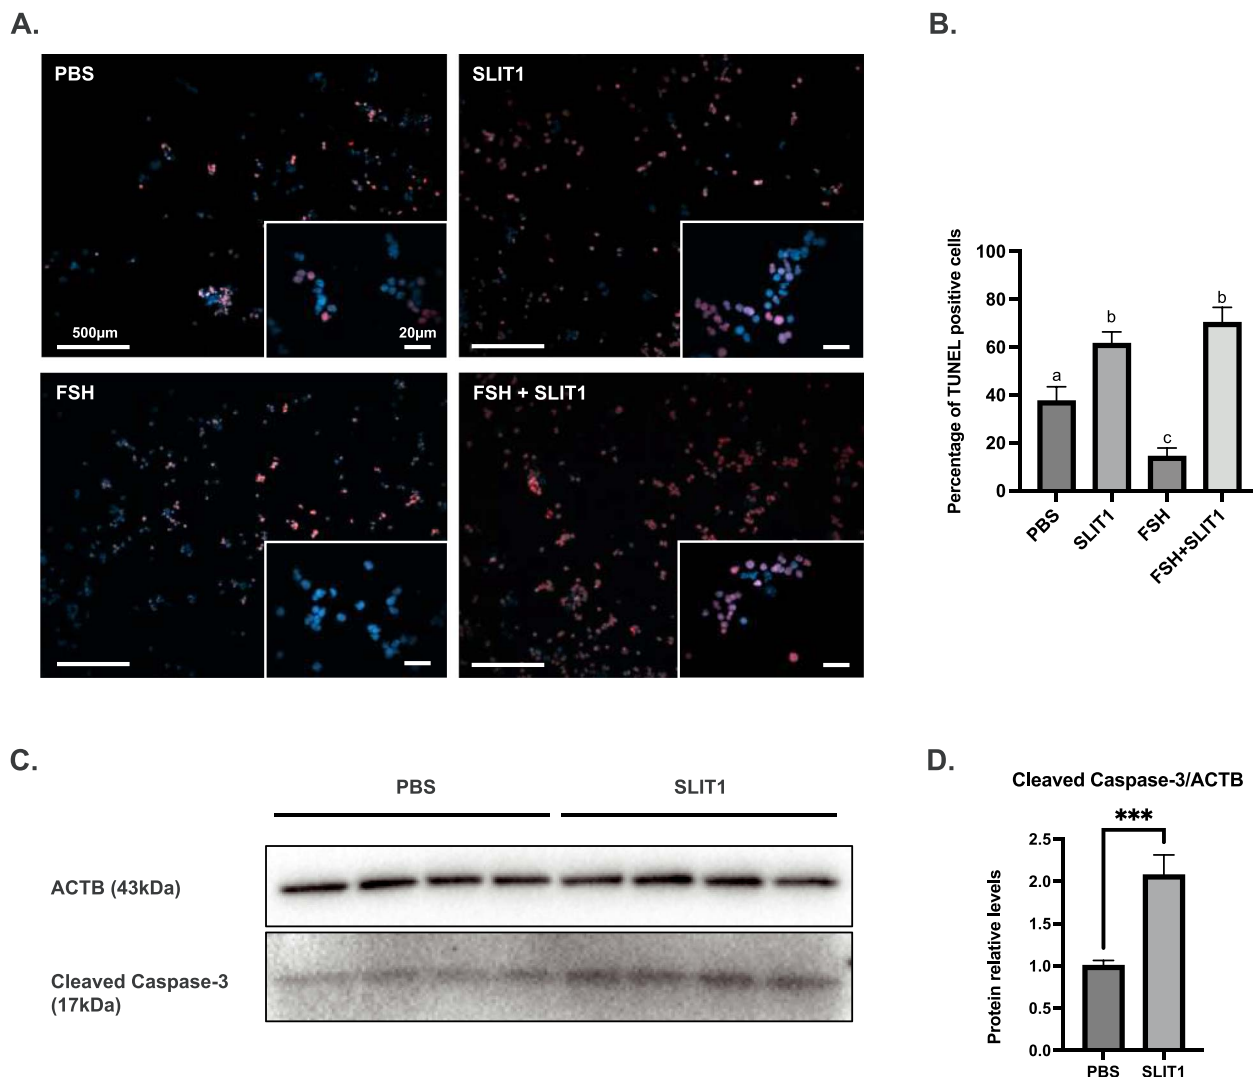 A.
PBS
SLIT1
500µm
20µm
FSH
FSH + SLIT1
B.
Percentage of TUNEL positive cells
100
80
60
40
20
0
a
b
c
b
PBS
SLIT1
FSH
FSH+SLIT1
C.
PBS
SLIT1
ACTB (43kDa)
Cleaved Caspase-3
(17kDa)
D.
Cleaved Caspase-3/ACTB
***
Protein relative levels
2.5
2.0
1.5
1.0
0.5
0.0
PBS
SLIT1